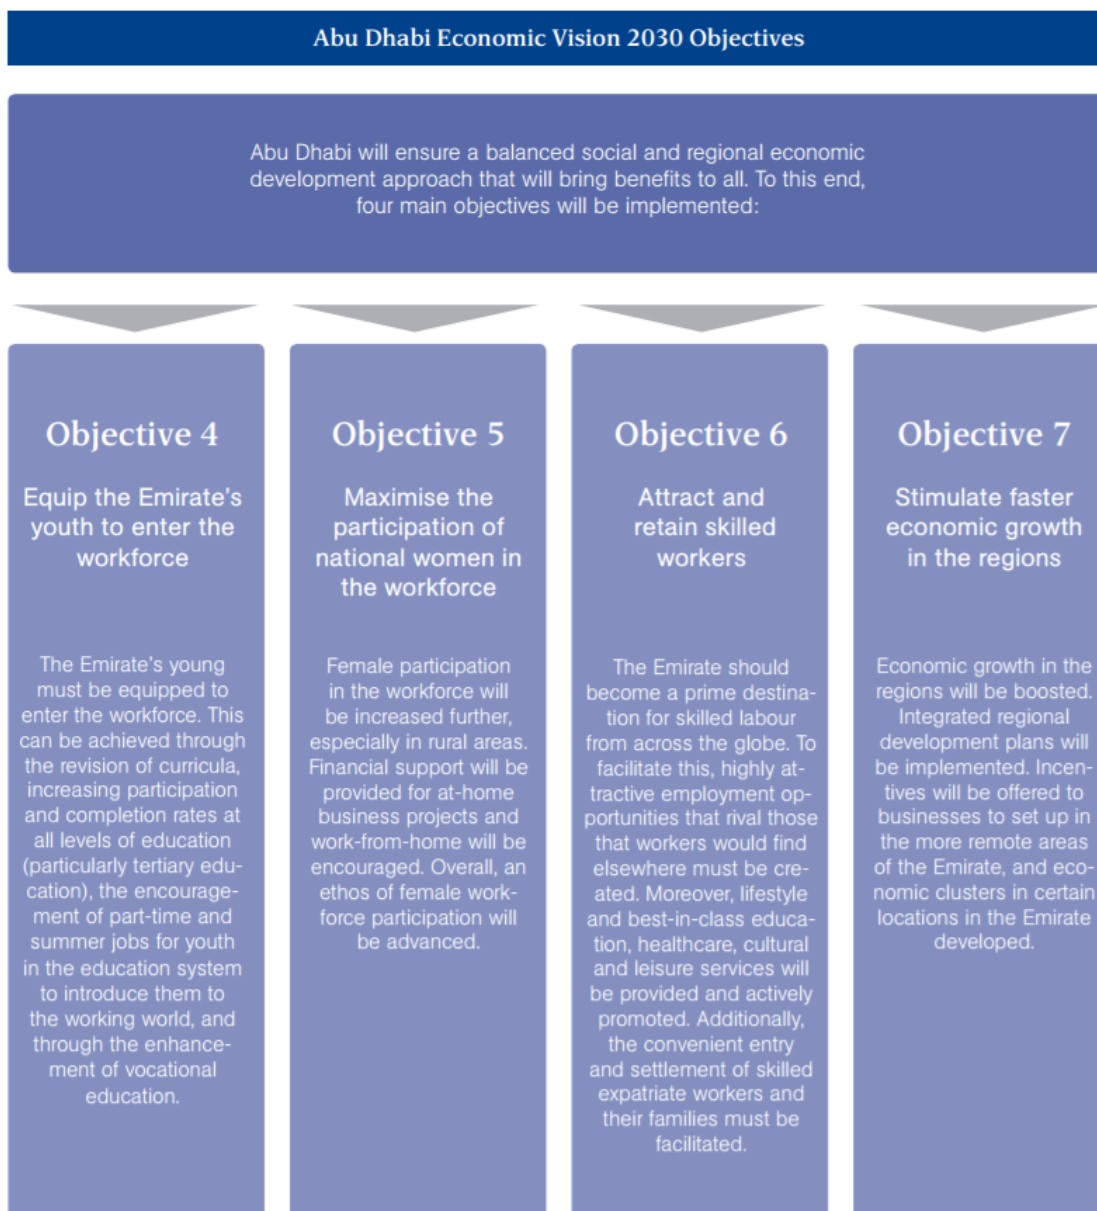 Abu Dhabi Economic Vision 2030 Objectives
Abu Dhabi will ensure a balanced social and regional economic
development approach that will bring benefits to all. To this end,
four main objectives will be implemented:
Objective 4
Equip the Emirate's
youth to enter the
workforce
The Emirate's young
must be equipped to
enter the workforce. This
can be achieved through
the revision of curricula,
increasing participation
and completion rates at
all levels of education
(particularly tertiary edu-
cation), the encourage-
ment of part-time and
summer jobs for youth
in the education system
to introduce them to
the working world, and
through the enhance-
ment of vocational
education.
Objective 5
Maximise the
participation of
national women in
the workforce
Female participation
in the workforce will
be increased further,
especially in rural areas.
Financial support will be
provided for at-home
business projects and
work-from-home will be
encouraged. Overall, an
ethos of female work-
force participation will
be advanced.
Objective 6
Attract and
retain skilled
workers
The Emirate should
become a prime destina-
tion for skilled labour
from across the globe. To
facilitate this, highly at-
tractive employment op-
portunities that rival those
that workers would find
elsewhere must be cre-
ated. Moreover, lifestyle
and best-in-class educa-
tion, healthcare, cultural
and leisure services will
be provided and actively
promoted. Additionally,
the convenient entry
and settlement of skilled
expatriate workers and
their families must be
facilitated.
Objective 7
Stimulate faster
economic growth
in the regions
Economic growth in the
regions will be boosted.
Integrated regional
development plans will
be implemented. Incen-
tives will be offered to
businesses to set up in
the more remote areas
of the Emirate, and eco-
nomic clusters in certain
locations in the Emirate
developed.